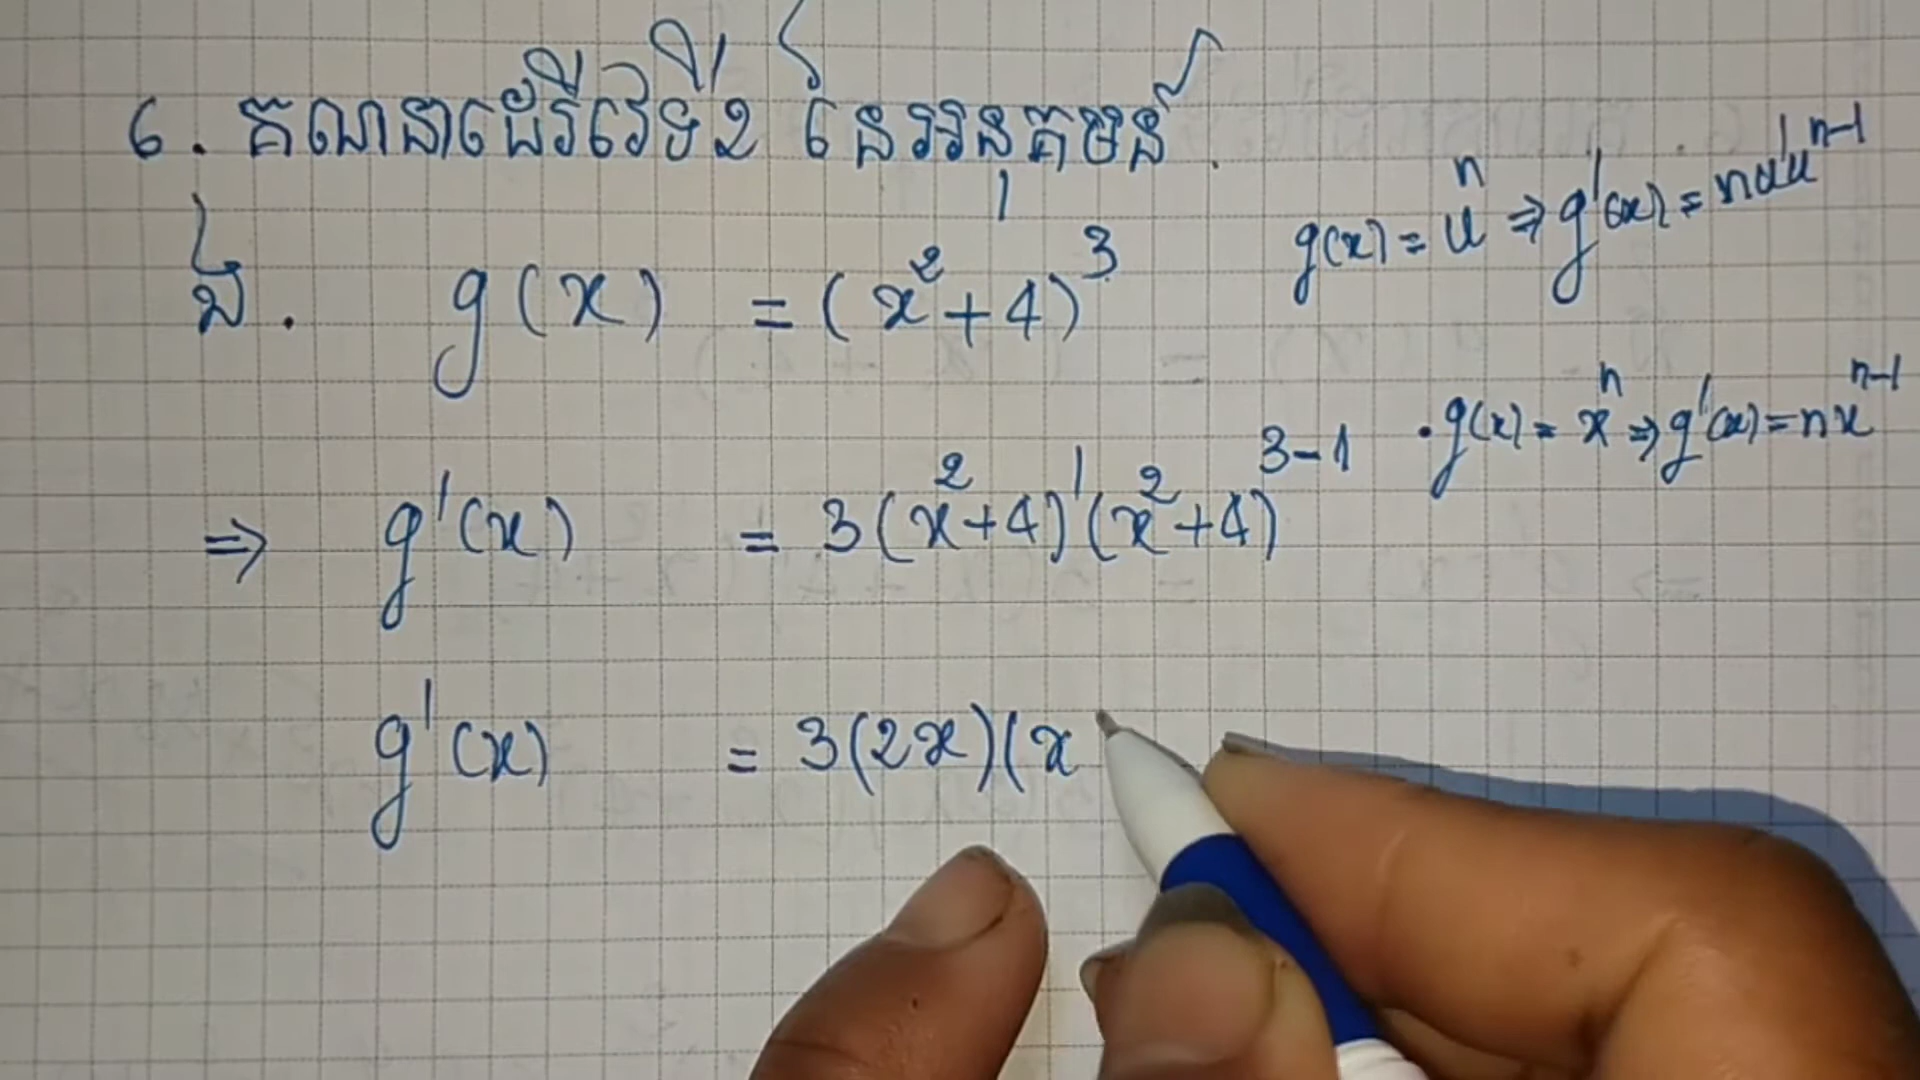 6. គណនាដេរីវេទី2 នៃអនុគមន៍.
ង. g(x) = (x²+4)³
g(x) = uⁿ ⇒ g'(x) = nu'uⁿ⁻¹
• g(x) = xⁿ ⇒ g'(x) = nxⁿ⁻¹
⇒ g'(x) = 3(x²+4)'(x²+4)³⁻¹
g'(x) = 3(2x)(x